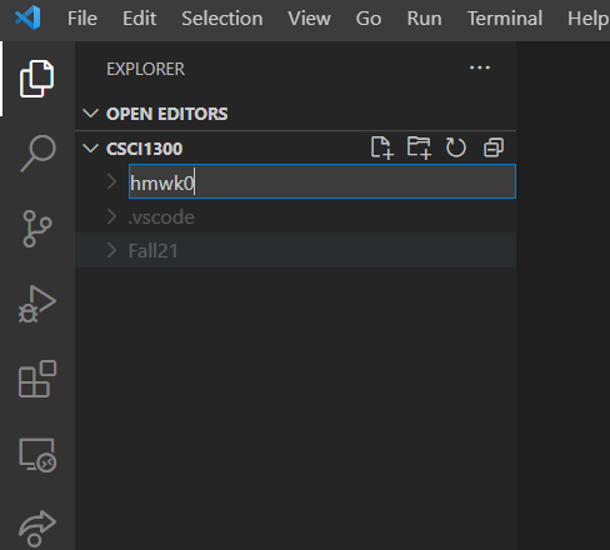 File Edit Selection View Go Run Terminal Help
EXPLORER
OPEN EDITORS
CSCI1300
hmwk0
.vscode
Fall21